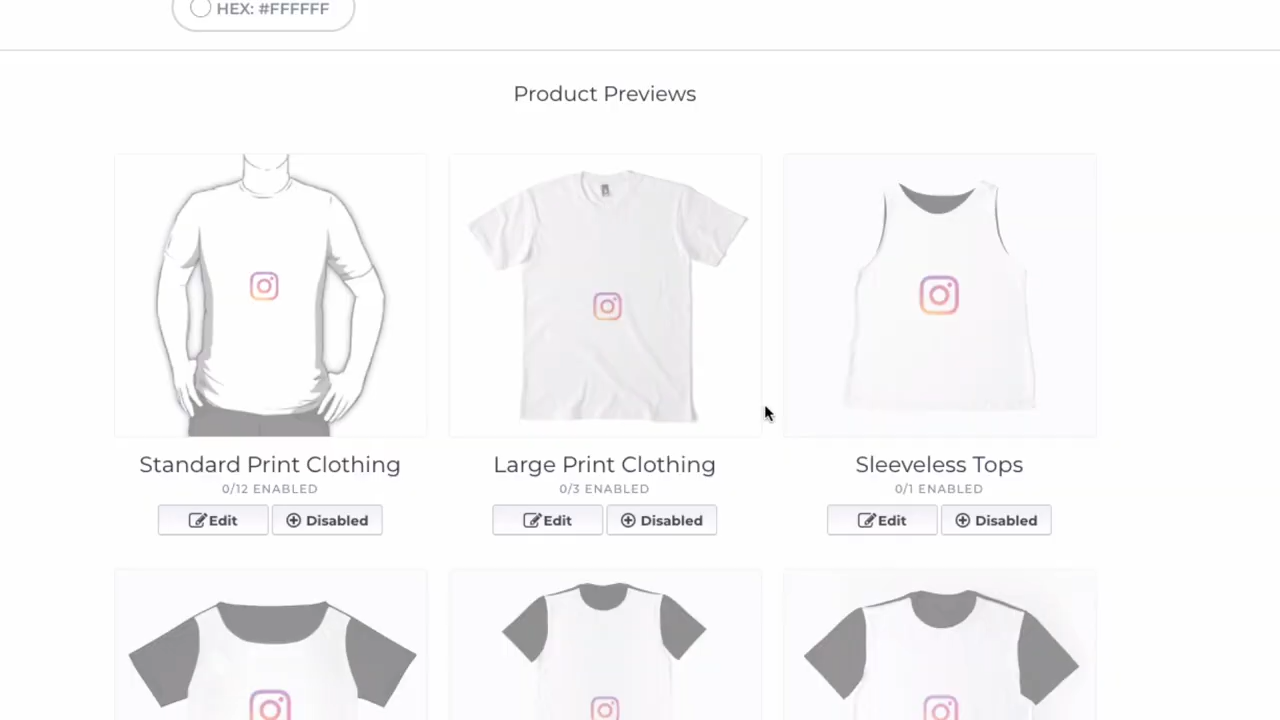 HEX: #FFFFFF
Product Previews
Standard Print Clothing
0/12 ENABLED
Edit
Disabled
Large Print Clothing
0/3 ENABLED
Edit
Disabled
Sleeveless Tops
0/1 ENABLED
Edit
Disabled